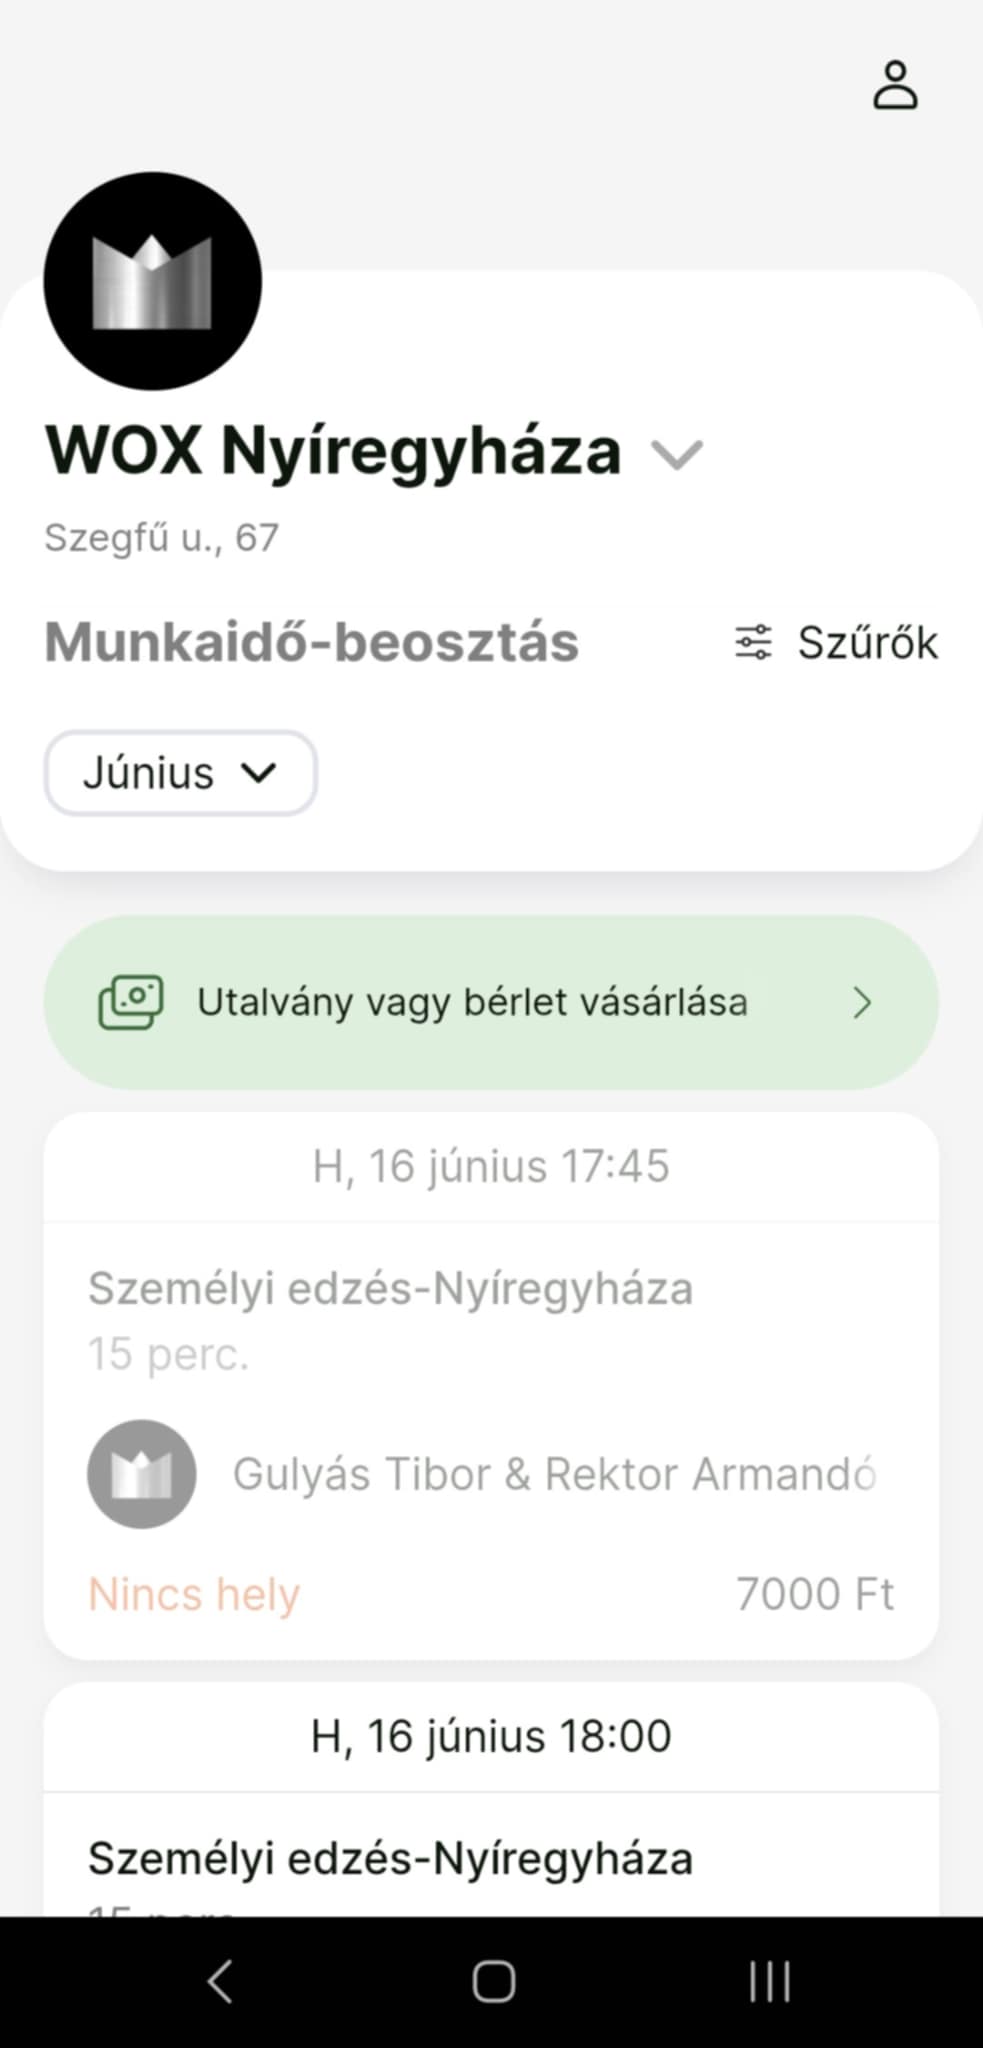 WOX Nyíregyháza
Szegfű u., 67
Munkaidő-beosztás
Szűrők
Június
Utalvány vagy bérlet vásárlása
H, 16 június 17:45
Személyi edzés-Nyíregyháza
15 perc.
Gulyás Tibor & Rektor Armandó
Nincs hely
7000 Ft
H, 16 június 18:00
Személyi edzés-Nyíregyháza